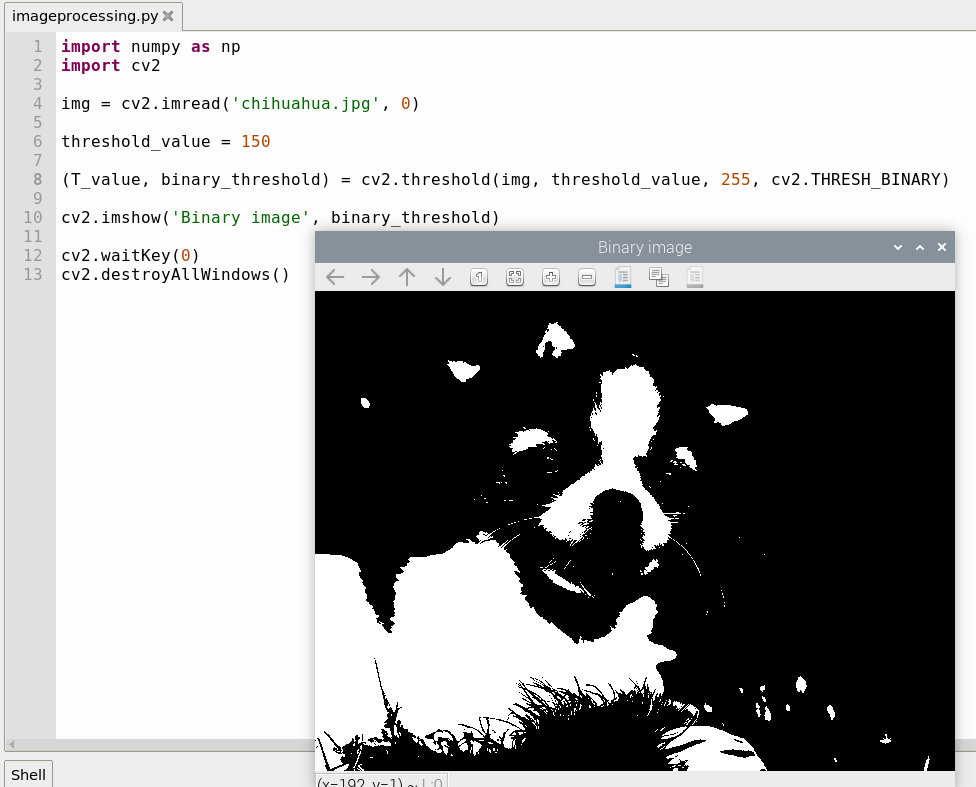 imageprocessing.py
1 import numpy as np
2 import cv2
3
4 img = cv2.imread('chihuahua.jpg', 0)
5
6 threshold_value = 150
7
8 (T_value, binary_threshold) = cv2.threshold(img, threshold_value, 255, cv2.THRESH_BINARY)
9
10 cv2.imshow('Binary image', binary_threshold)
11
12 cv2.waitKey(0)
13 cv2.destroyAllWindows()
Binary image
1
Shell
(x=192, y=1) ~ L:0